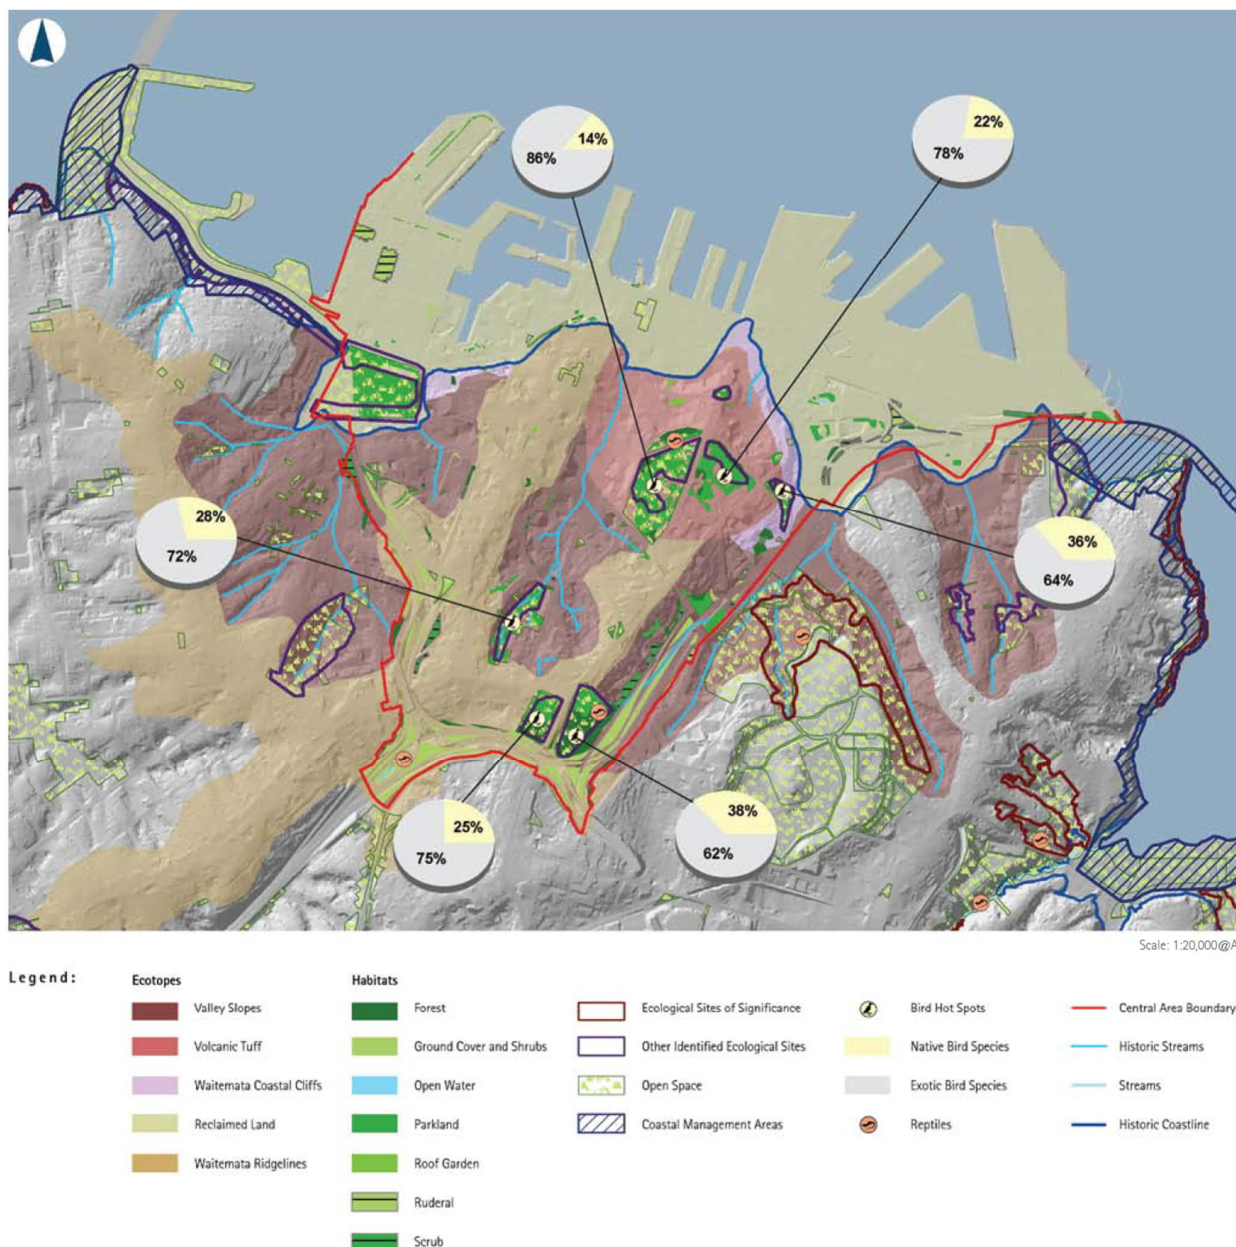 14%
86%
22%
78%
28%
72%
36%
64%
25%
75%
38%
62%
Scale: 1:20,000@A
Legend:
Ecotopes
Valley Slopes
Volcanic Tuff
Waitemata Coastal Cliffs
Reclaimed Land
Waitemata Ridgelines
Habitats
Forest
Ground Cover and Shrubs
Open Water
Parkland
Roof Garden
Ruderal
Scrub
Ecological Sites of Significance
Other Identified Ecological Sites
Open Space
Coastal Management Areas
Bird Hot Spots
Native Bird Species
Exotic Bird Species
Reptiles
Central Area Boundary
Historic Streams
Streams
Historic Coastline